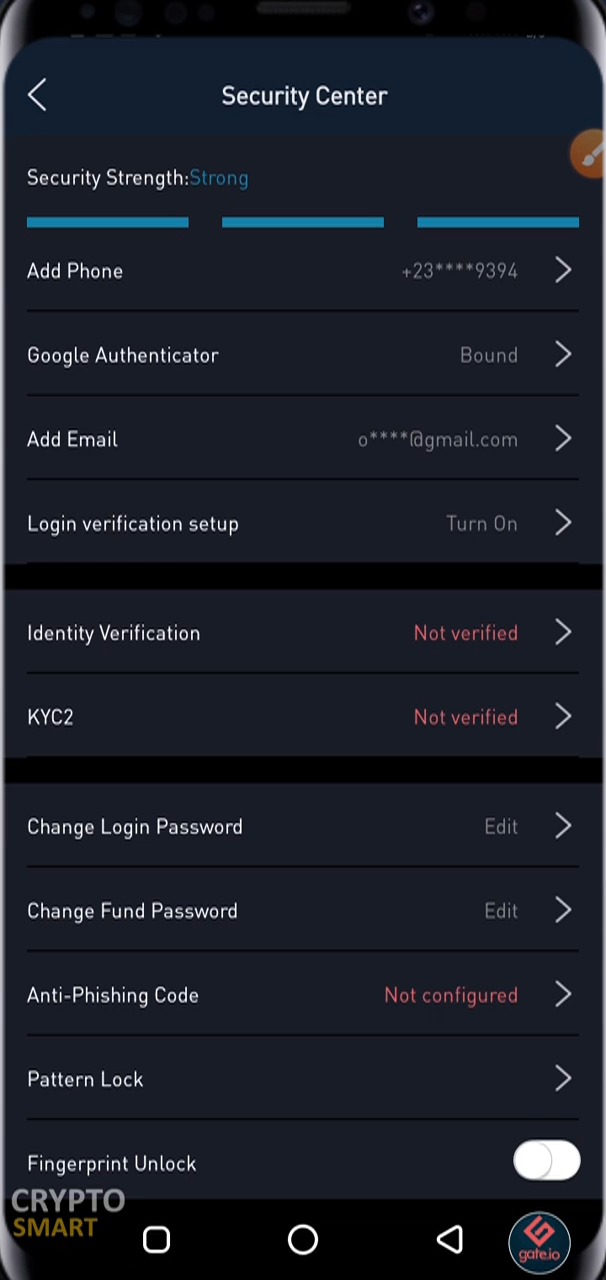 Security Center
Security Strength:Strong
Add Phone +23****9394
Google Authenticator Bound
Add Email o****@gmail.com
Login verification setup Turn On
Identity Verification Not verified
KYC2 Not verified
Change Login Password Edit
Change Fund Password Edit
Anti-Phishing Code Not configured
Pattern Lock
Fingerprint Unlock
CRYPTO
SMART
gate.io